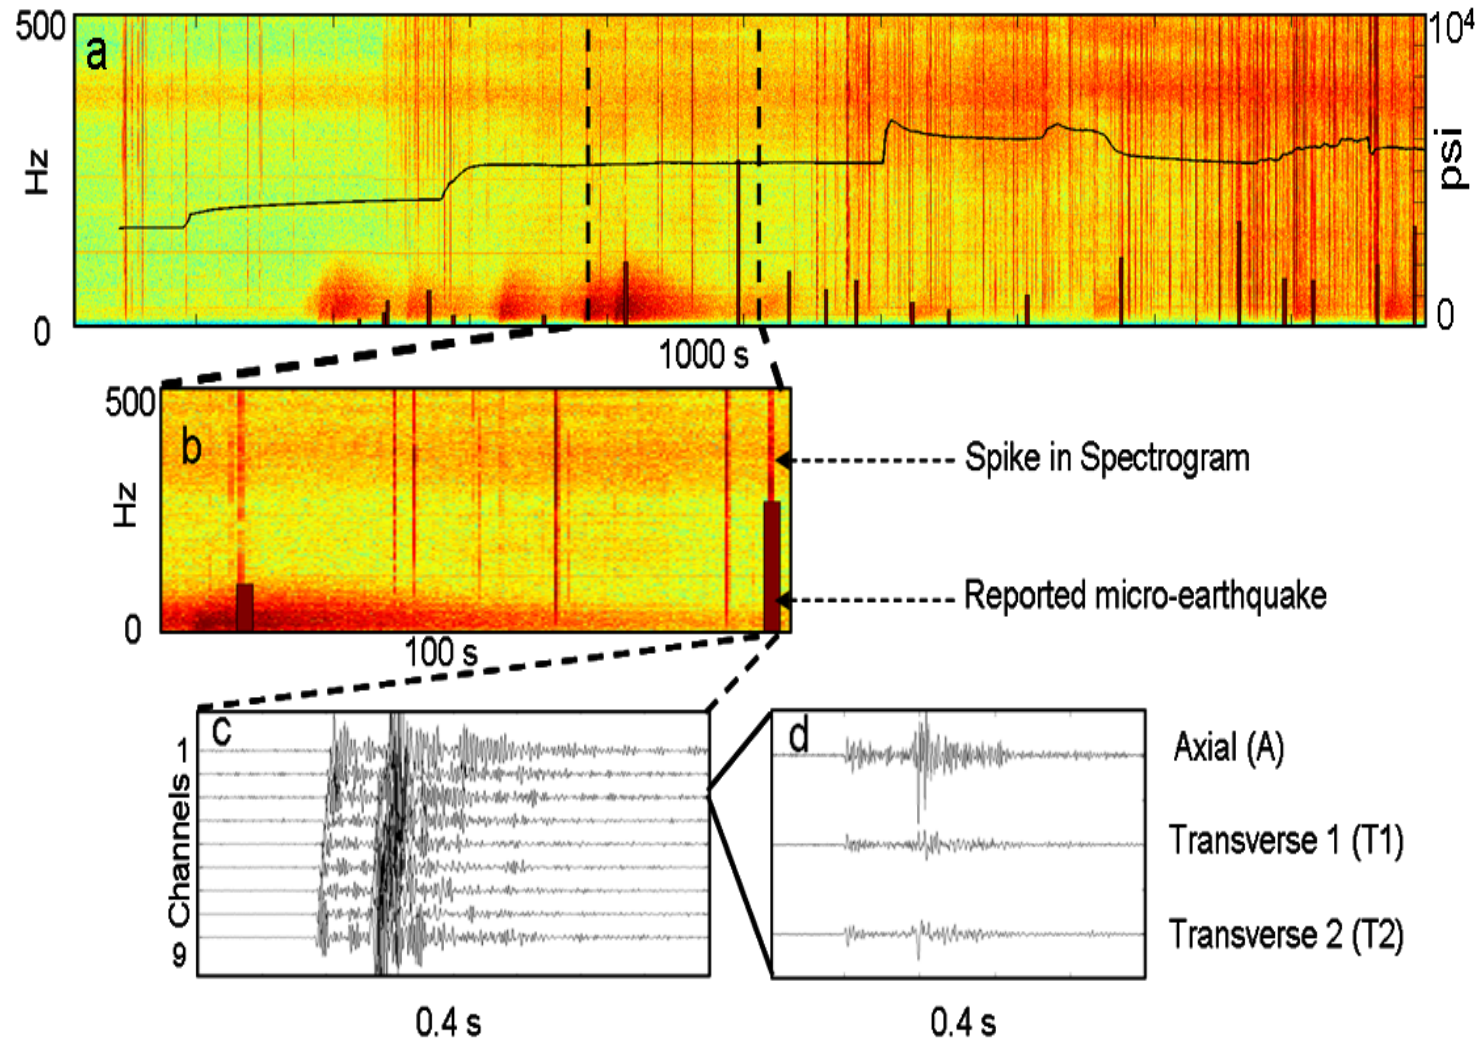 500
a
10⁴
Hz
psi
0
0
1000 s
500
b
Hz
Spike in Spectrogram
Reported micro-earthquake
0
100 s
c
1
Channels
9
d
Axial (A)
Transverse 1 (T1)
Transverse 2 (T2)
0.4 s
0.4 s